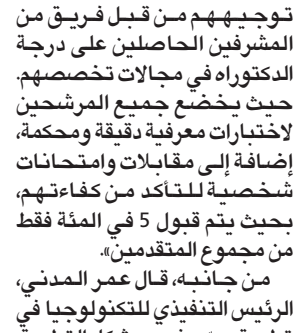 توجيههم من قبل فريق من
المشرفين الحاصلين على درجة
الدكتوراه في مجالات تخصصهم.
حيث يخضع جميع المرشحين
لاختبارات معرفية دقيقة ومحكمة،
إضافة إلى مقابلات وامتحانات
شخصية للتأكد من كفاءتهم،
بحيث يتم قبول 5 في المئة فقط
من مجموع المتقدمين».
من جانبه، قال عمر المدني،
الرئيس التنفيذي للتكنولوجيا في